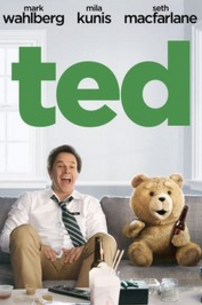 mark mila seth
wahlberg kunis macfarlane
ted